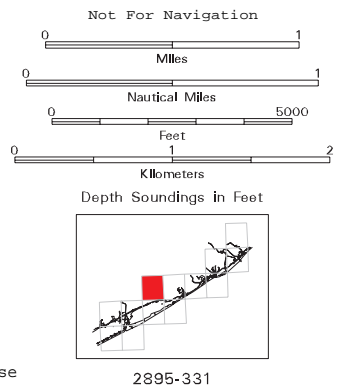 Not For Navigation
0 1
Miles
0 1
Nautical Miles
0 5000
Feet
0 1 2
Kilometers
Depth Soundings in Feet
se
2895-331